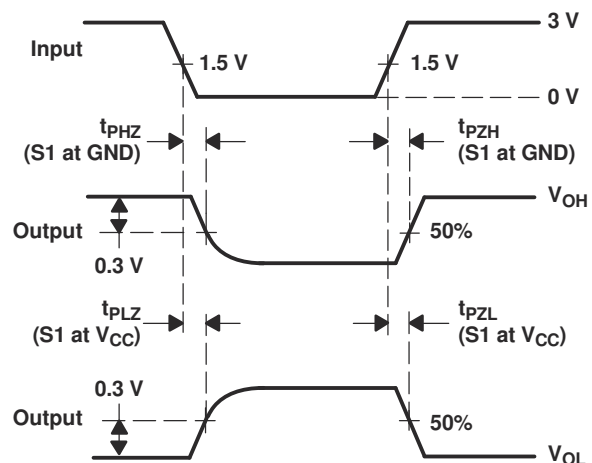 3 V
Input
1.5 V
1.5 V
0 V
tPHZ
(S1 at GND)
tPZH
(S1 at GND)
VOH
Output
50%
0.3 V
tPLZ
(S1 at VCC)
tPZL
(S1 at VCC)
0.3 V
Output
50%
VOL